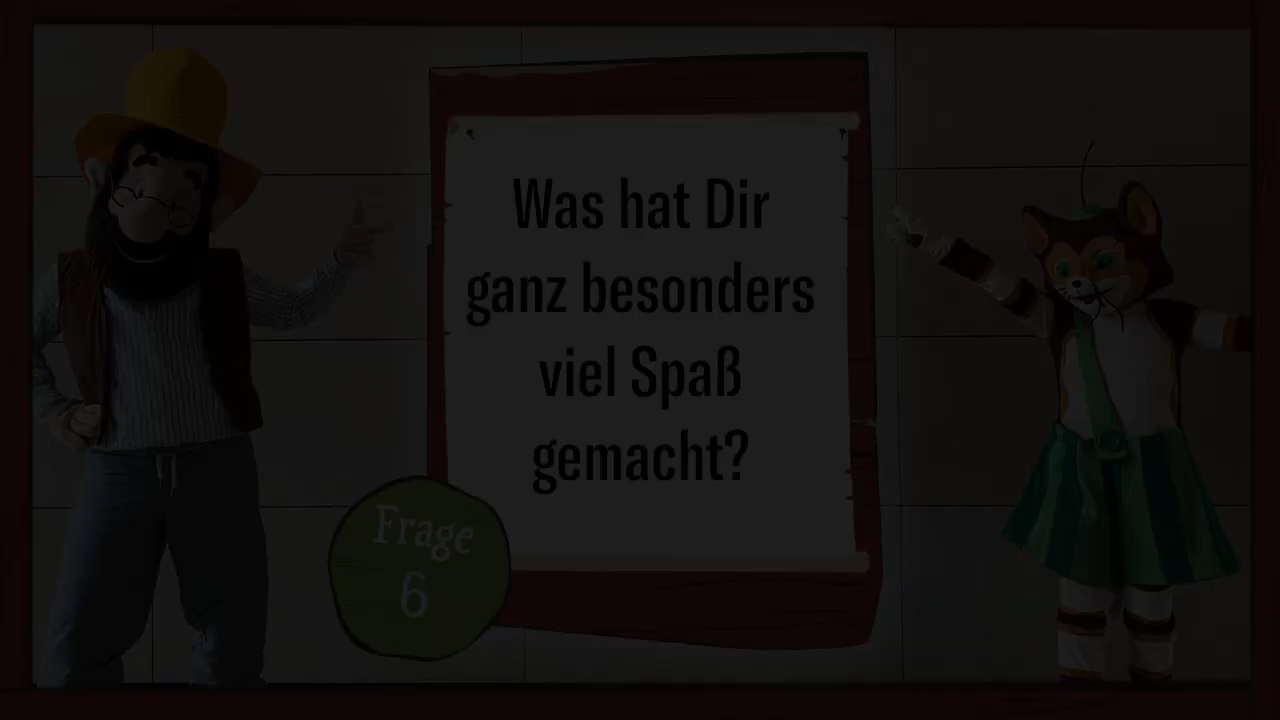 Was hat Dir
ganz besonders
viel Spaß
gemacht?
Frage
6